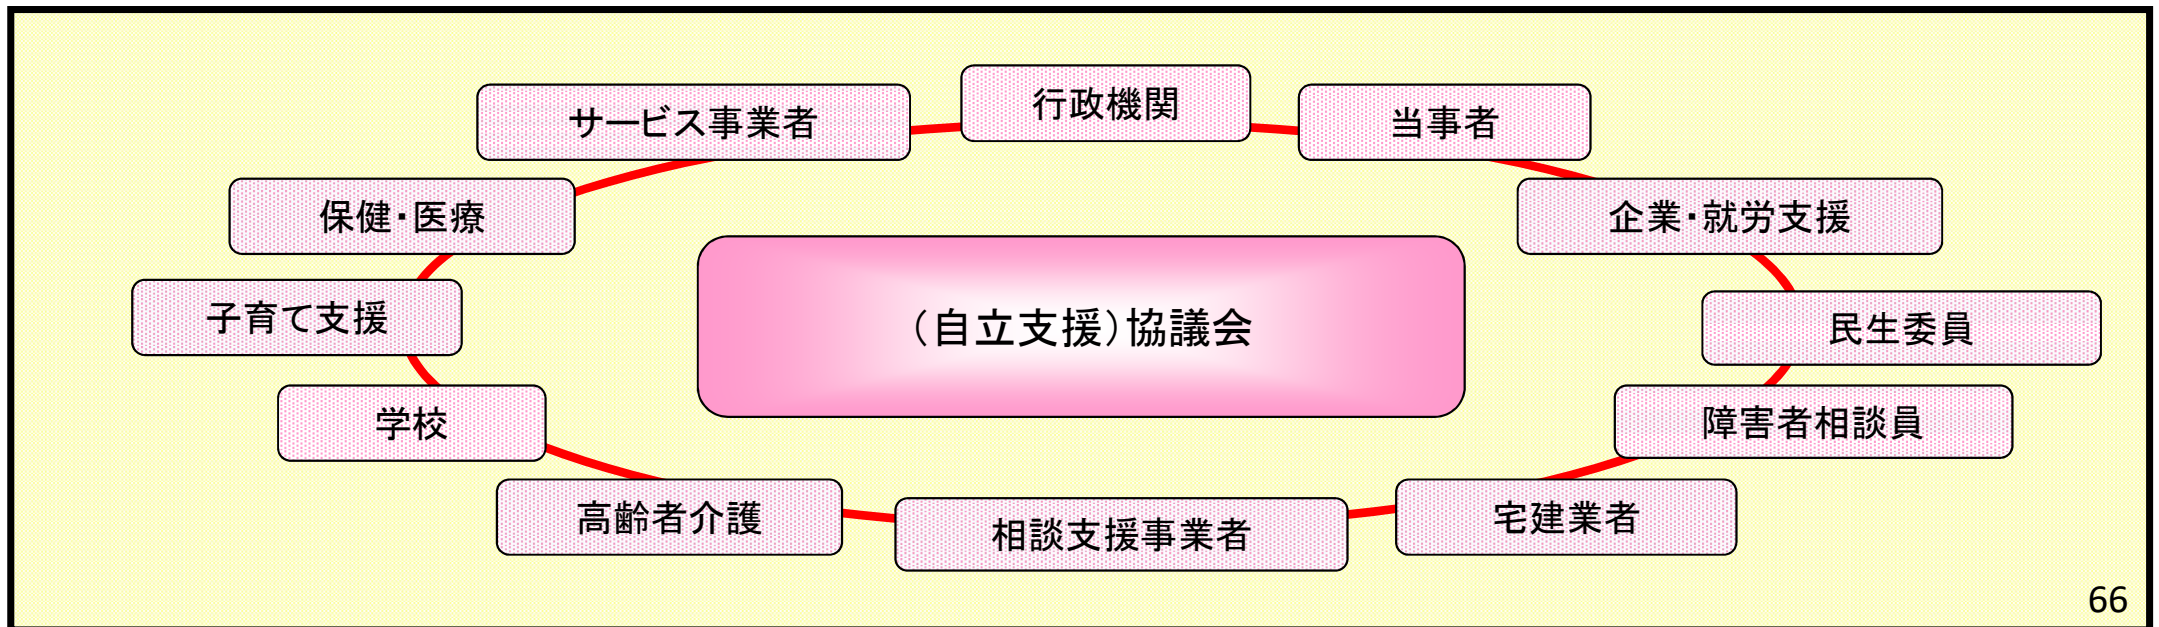 行政機関
サービス事業者
当事者
保健・医療
企業・就労支援
子育て支援
（自立支援）協議会
民生委員
学校
障害者相談員
高齢者介護
相談支援事業者
宅建業者
66